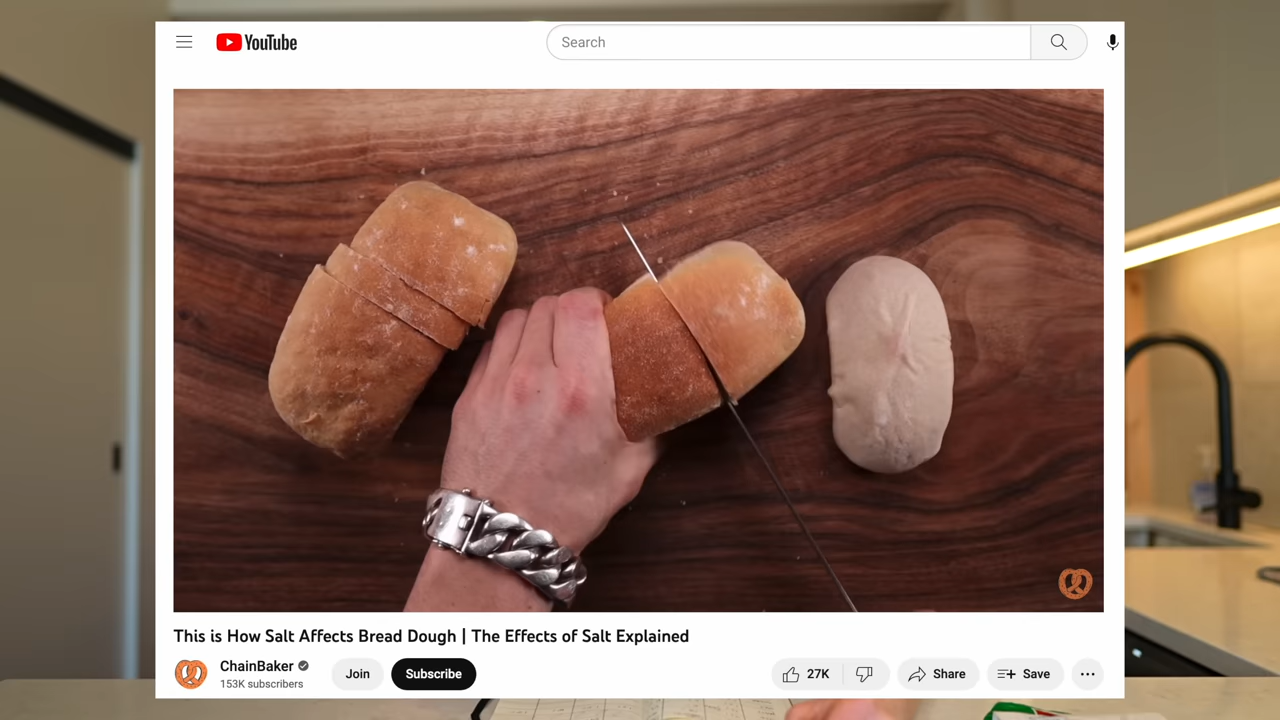 YouTube
Search
This is How Salt Affects Bread Dough | The Effects of Salt Explained
ChainBaker
153K subscribers
Join
Subscribe
27K
Share
Save